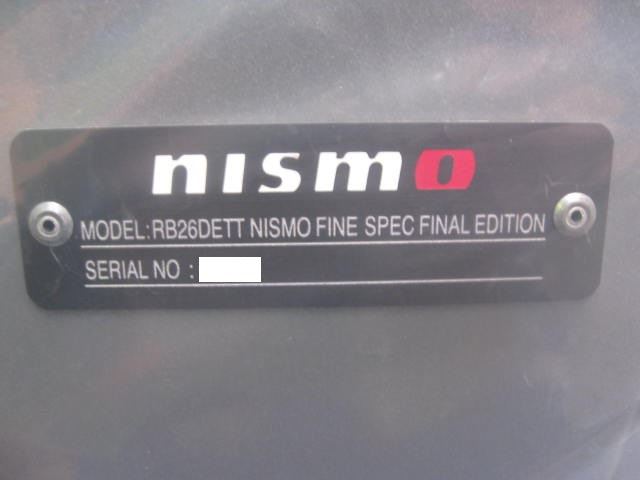 nismo
MODEL:RB26DETT NISMO FINE SPEC FINAL EDITION
SERIAL NO :